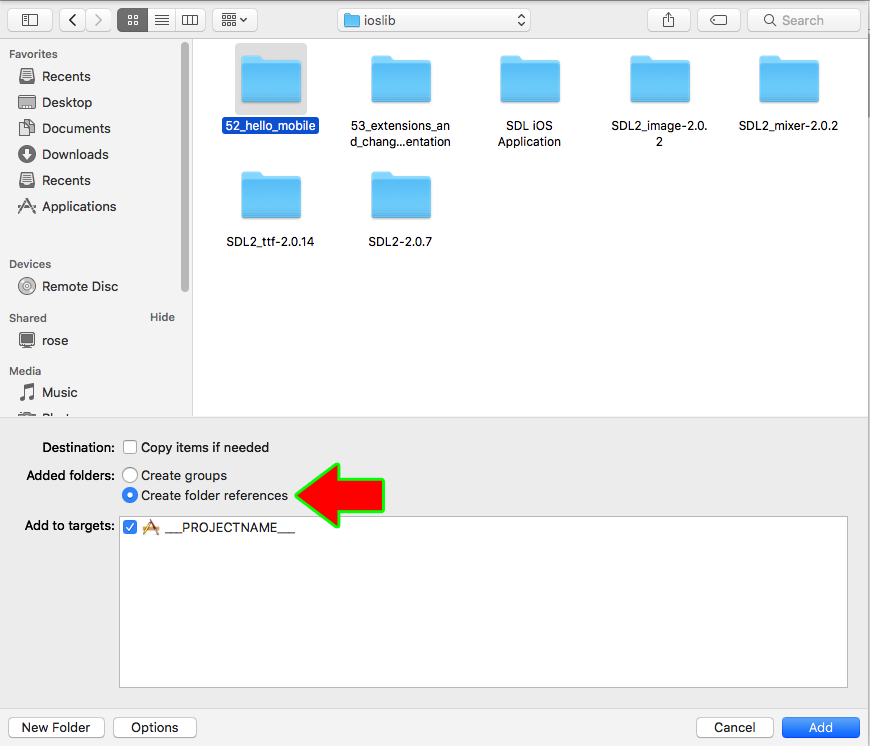 ioslib
Search
Favorites
Recents
Desktop
Documents
Downloads
Recents
Applications
Devices
Remote Disc
Shared
Hide
rose
Media
Music
52_hello_mobile
53_extensions_an
d_chang...entation
SDL iOS
Application
SDL2_image-2.0.
2
SDL2_mixer-2.0.2
SDL2_ttf-2.0.14
SDL2-2.0.7
Destination:
Copy items if needed
Added folders:
Create groups
Create folder references
Add to targets:
___PROJECTNAME___
New Folder
Options
Cancel
Add